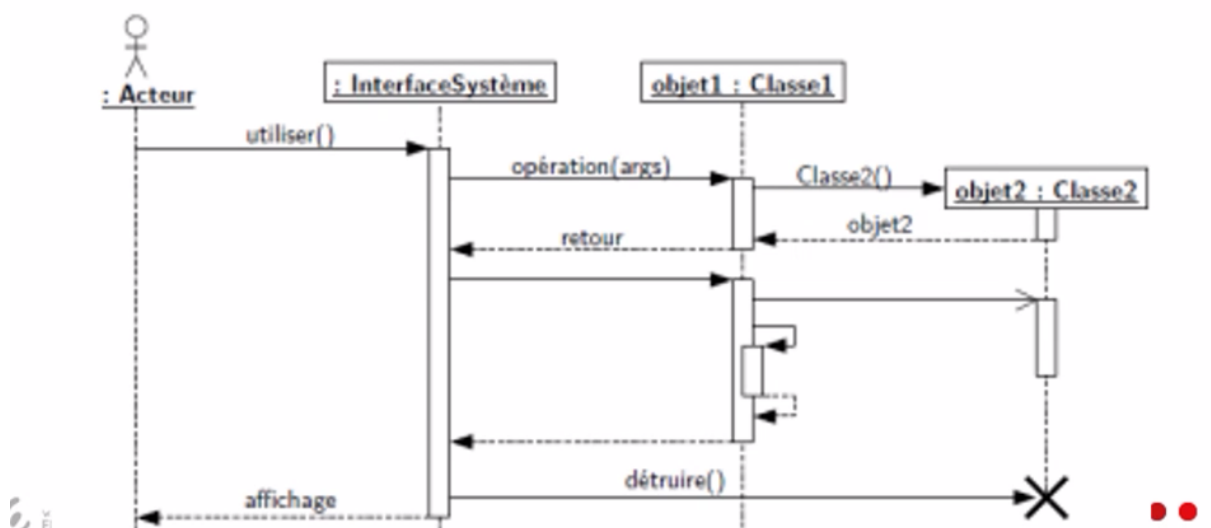 : Acteur
: InterfaceSystème
objet1 : Classe1
utiliser()
opération(args)
Classe2()
objet2 : Classe2
objet2
retour
détruire()
affichage